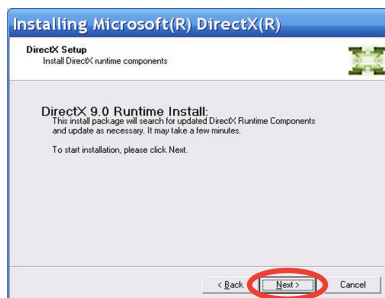 Installing Microsoft(R) DirectX(R)
DirectX Setup
Install DirectX runtime components
DirectX 9.0 Runtime Install:
This install package will search for updated DirectX Runtime Components
and update as necessary. It may take a few minutes.
To start installation, please click Next.
< Back Next > Cancel